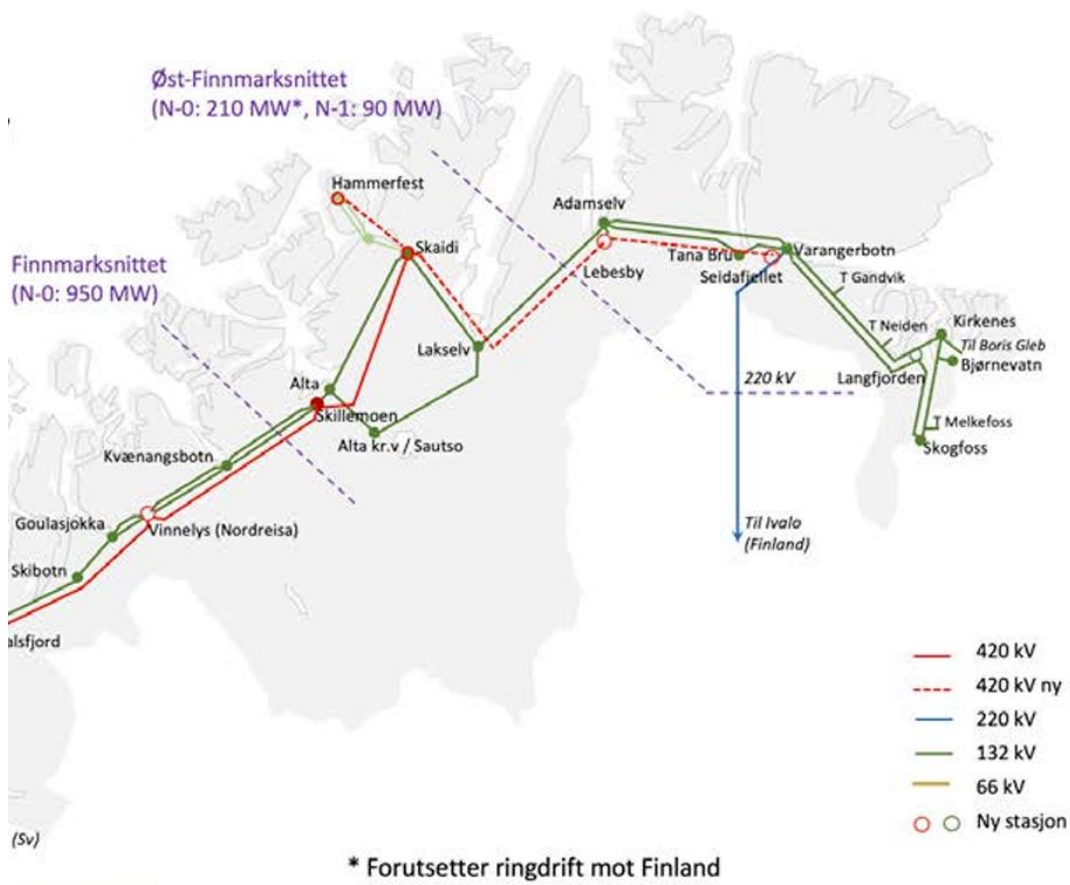 Øst-Finnmarksnittet
(N-0: 210 MW*, N-1: 90 MW)
Hammerfest
Adamselv
Skaidi
Finnmarksnittet
(N-0: 950 MW)
Varangerbotn
Tana Bru
Lebesby
Seidafjellet
T Gandvik
T Neiden
Kirkenes
Til Boris Gleb
Bjørnevatn
Lakselv
Langfjorden
220 kV
Alta
Skillemoen
T Melkefoss
Alta kr.v / Sautso
Skogfoss
Kvænangsbotn
Goulasjokka
Vinnelys (Nordreisa)
Til Ivalo
(Finland)
Skibotn
alsfjord
420 kV
420 kV ny
220 kV
132 kV
66 kV
Ny stasjon
(Sv)
* Forutsetter ringdrift mot Finland